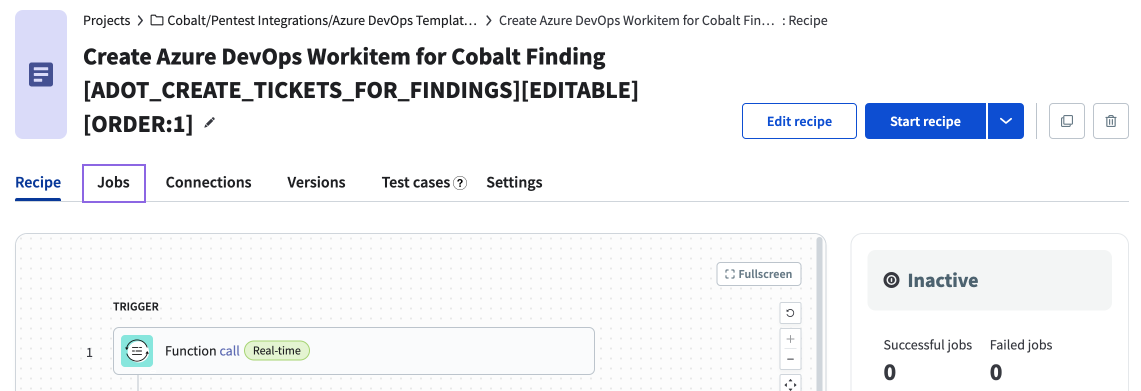 Projects > Cobalt/Pentest Integrations/Azure DevOps Templat... > Create Azure DevOps Workitem for Cobalt Fin... : Recipe
Create Azure DevOps Workitem for Cobalt Finding
[ADOT_CREATE_TICKETS_FOR_FINDINGS][EDITABLE]
[ORDER:1]
Edit recipe
Start recipe
Recipe
Jobs
Connections
Versions
Test cases ?
Settings
Fullscreen
TRIGGER
1
Function call Real-time
Inactive
Successful jobs
Failed jobs
0
0